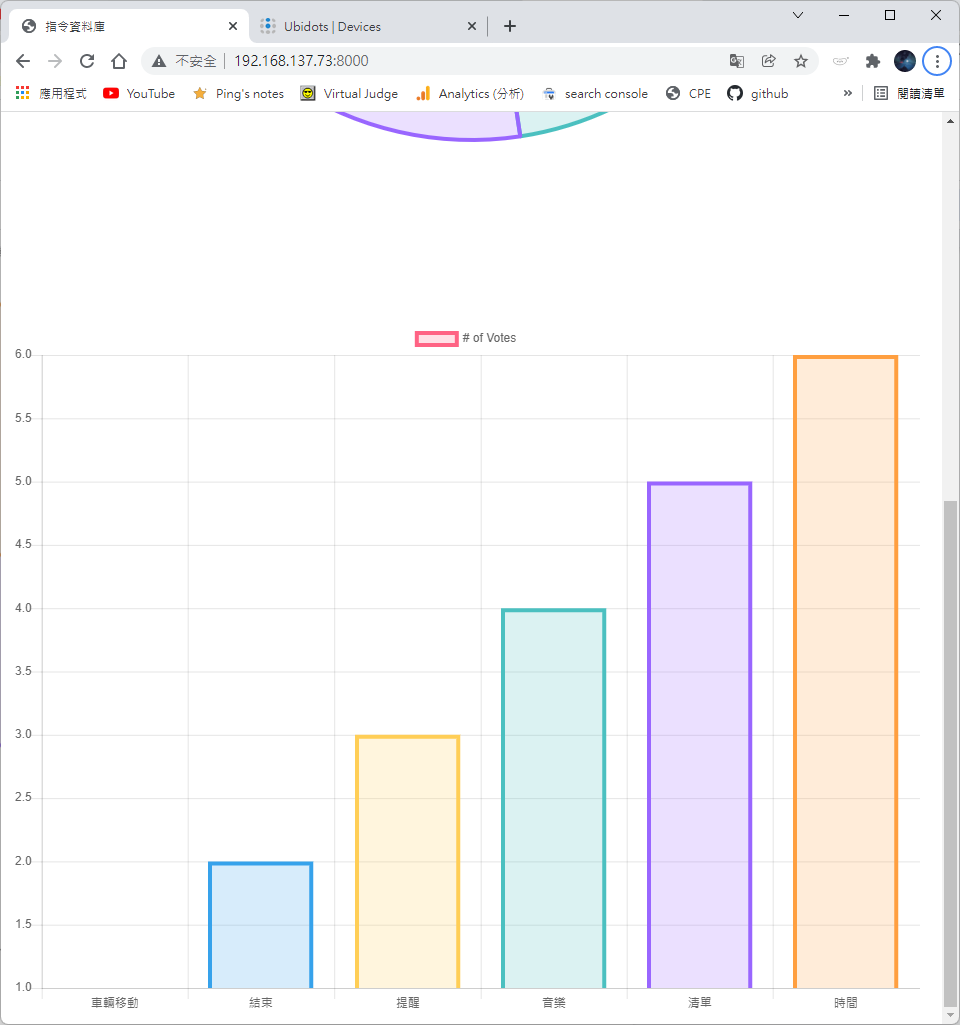 指令資料庫
Ubidots | Devices
不安全 192.168.137.73:8000
應用程式 YouTube Ping's notes Virtual Judge Analytics (分析) search console CPE github » 閱讀清單
# of Votes
6.0
5.5
5.0
4.5
4.0
3.5
3.0
2.5
2.0
1.5
1.0
車輛移動 結束 提醒 音樂 清單 時間